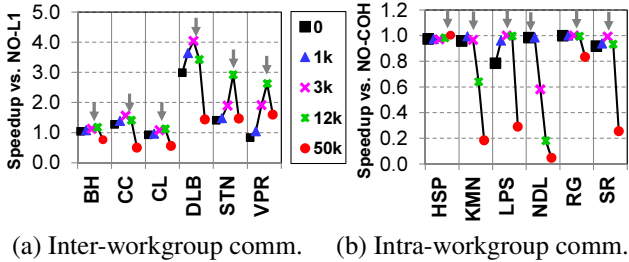 Speedup vs. NO-L1
5.0
4.0
3.0
2.0
1.0
0.0
BH
CC
CL
DLB
STN
VPR
0
1k
3k
12k
50k
Speedup vs. NO-COH
1.2
1.0
0.8
0.6
0.4
0.2
0.0
HSP
KMN
LPS
NDL
RG
SR
(a) Inter-workgroup comm.
(b) Intra-workgroup comm.